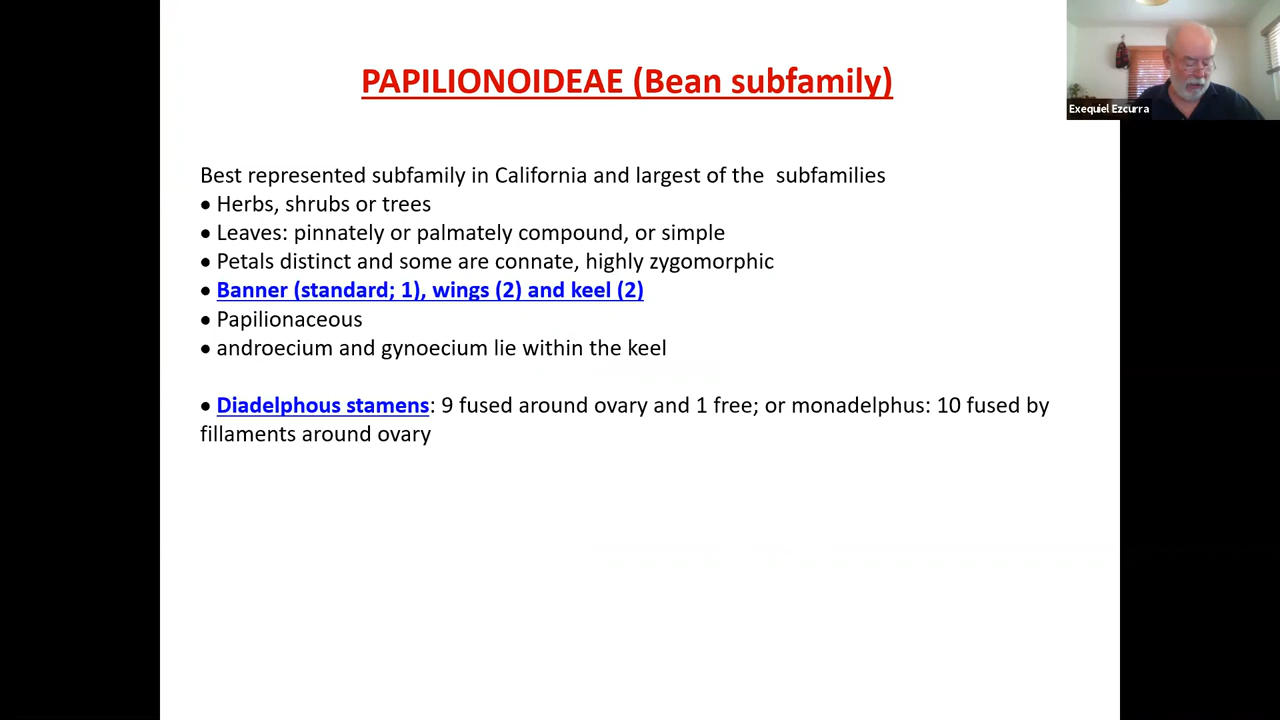 PAPILIONOIDEAE (Bean subfamily)
Exequiel Ezcurra
Best represented subfamily in California and largest of the  subfamilies
• Herbs, shrubs or trees
• Leaves: pinnately or palmately compound, or simple
• Petals distinct and some are connate, highly zygomorphic
• Banner (standard; 1), wings (2) and keel (2)
• Papilionaceous
• androecium and gynoecium lie within the keel
• Diadelphous stamens: 9 fused around ovary and 1 free; or monadelphus: 10 fused by
fillaments around ovary